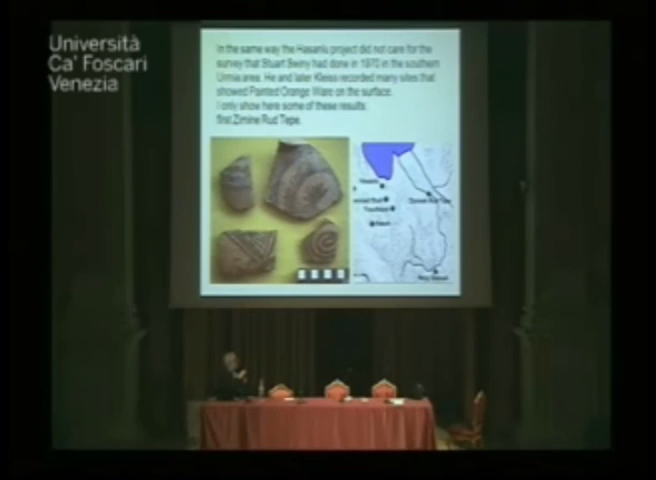 Università
Ca' Foscari
Venezia
In the same way the Hasanlu project did not care for the
survey that Stuart Swiny had done in 1970 in the southern
Urmia area. He and later Kleiss recorded many sites that
showed Painted Orange Ware on the surface.
I only show here some of these results:
first Zimine Rud Tepe.